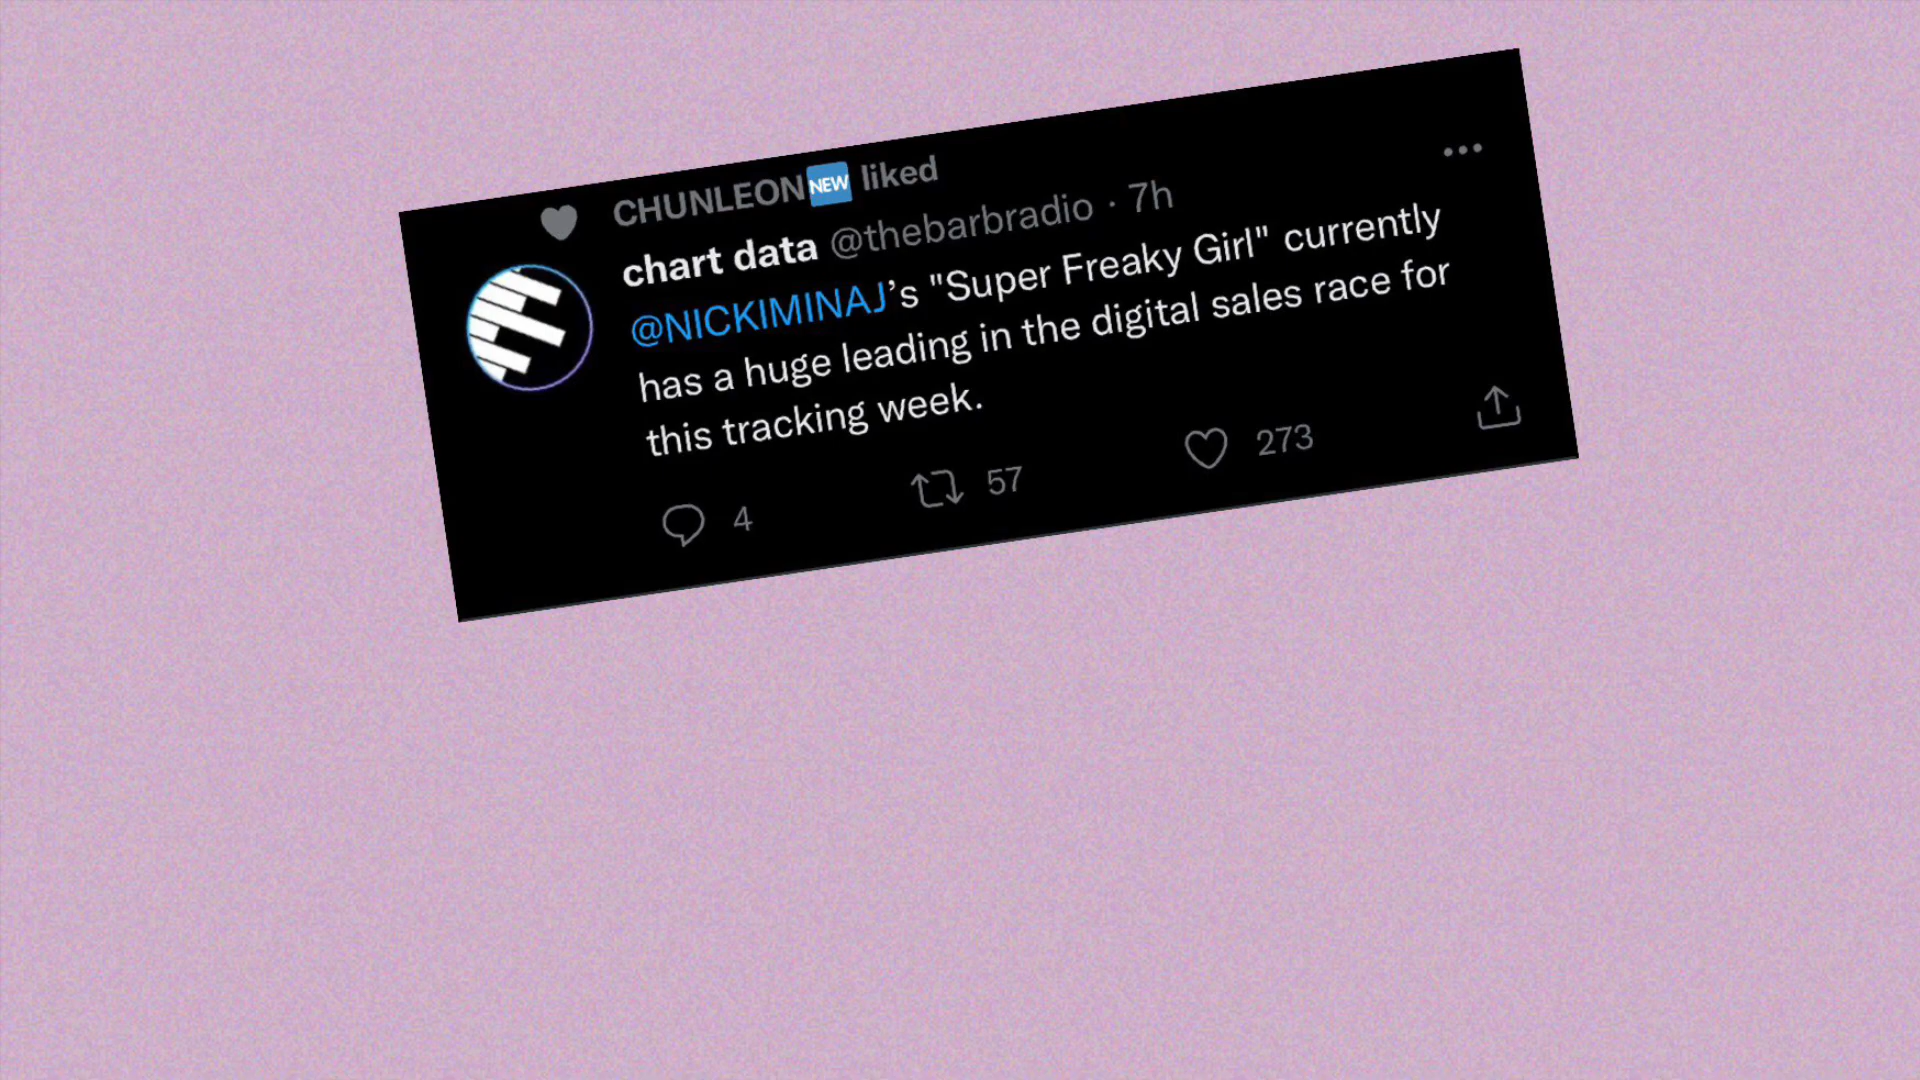 CHUNLEON🆕 liked
chart data @thebarbradio · 7h
@NICKIMINAJ’s "Super Freaky Girl" currently
has a huge leading in the digital sales race for
this tracking week.
4 57 273